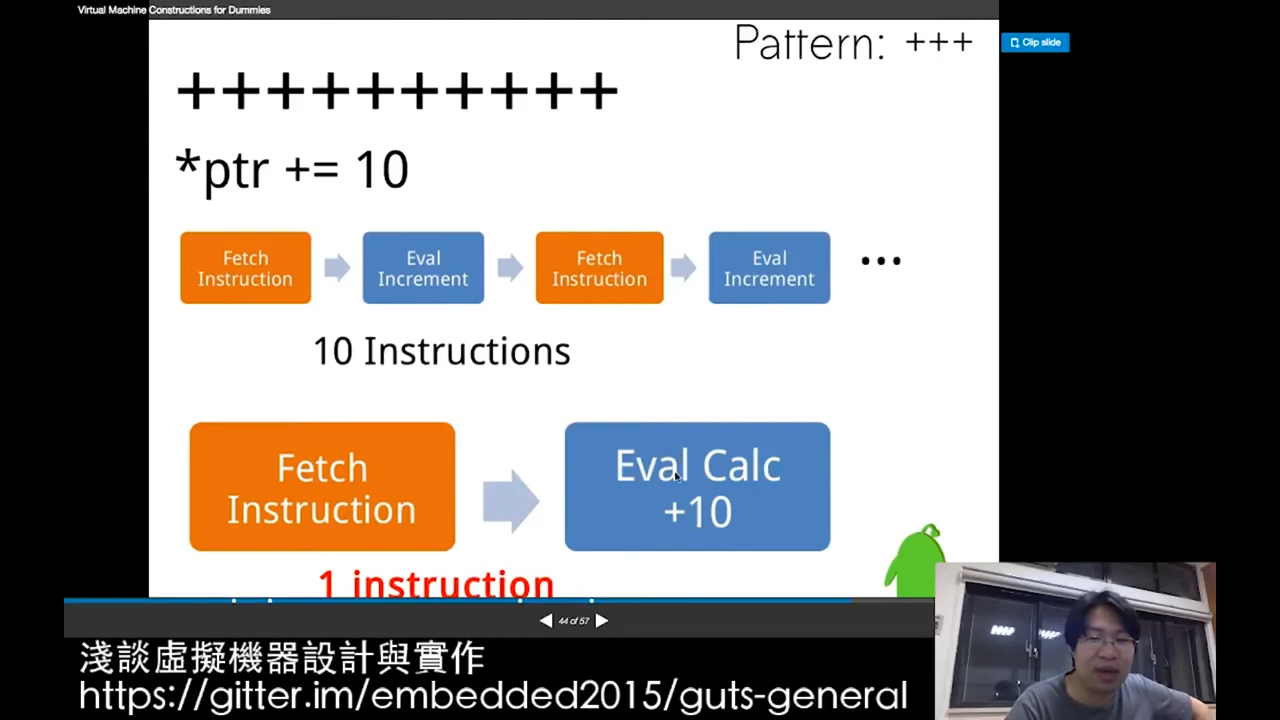 Virtual Machine Constructions for Dummies
Pattern: +++
Clip slide
++++++++++
*ptr += 10
Fetch
Instruction
Eval
Increment
Fetch
Instruction
Eval
Increment
...
10 Instructions
Fetch
Instruction
Eval Calc
+10
1 instruction
44 of 57
淺談虛擬機器設計與實作
https://gitter.im/embedded2015/guts-general